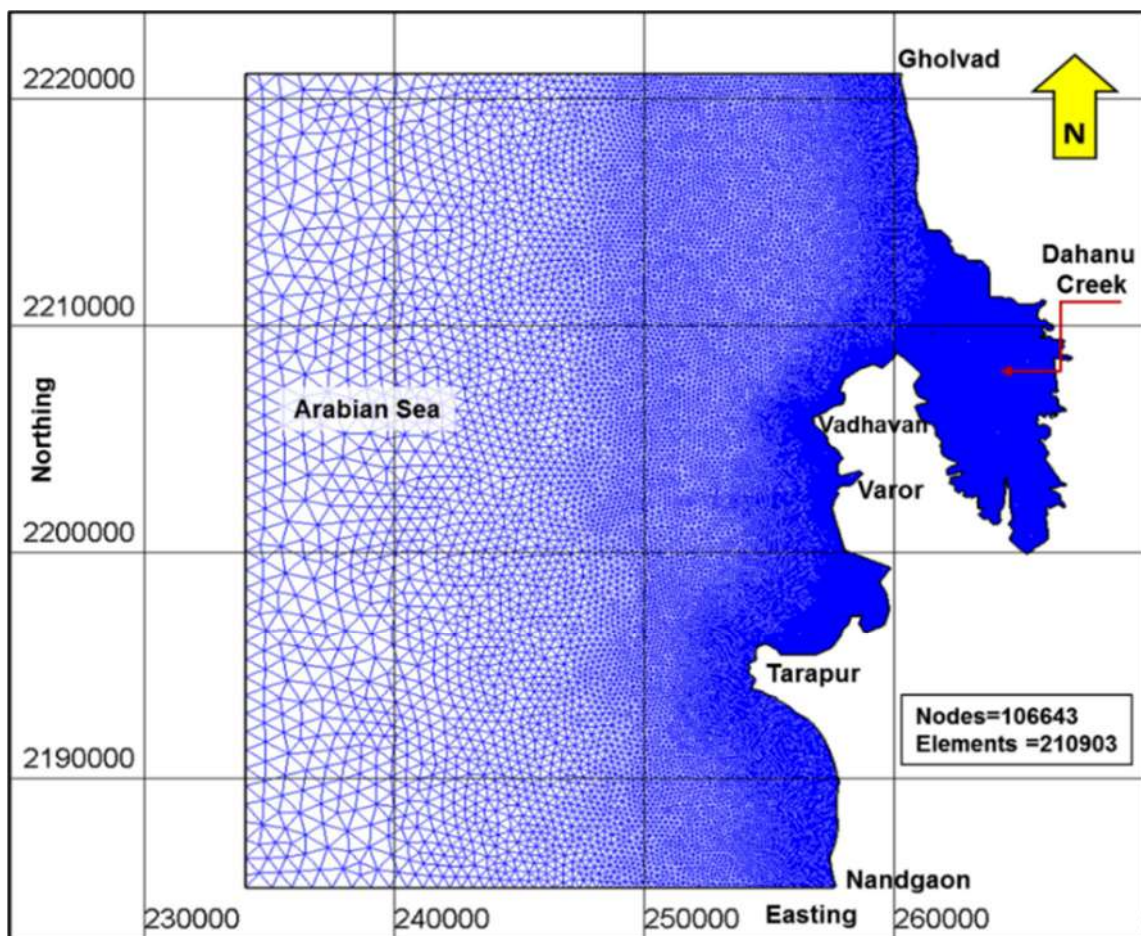 Gholvad
2220000
N
Dahanu
Creek
2210000
Northing
Arabian Sea
Vadhavan
Varor
2200000
Tarapur
Nodes=106643
Elements =210903
2190000
Nandgaon
230000
240000
250000
Easting
260000